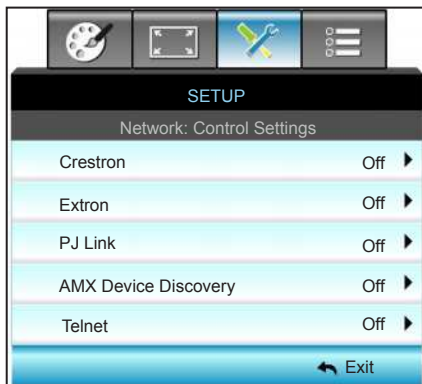 SETUP
Network: Control Settings
Crestron Off
Extron Off
PJ Link Off
AMX Device Discovery Off
Telnet Off
Exit